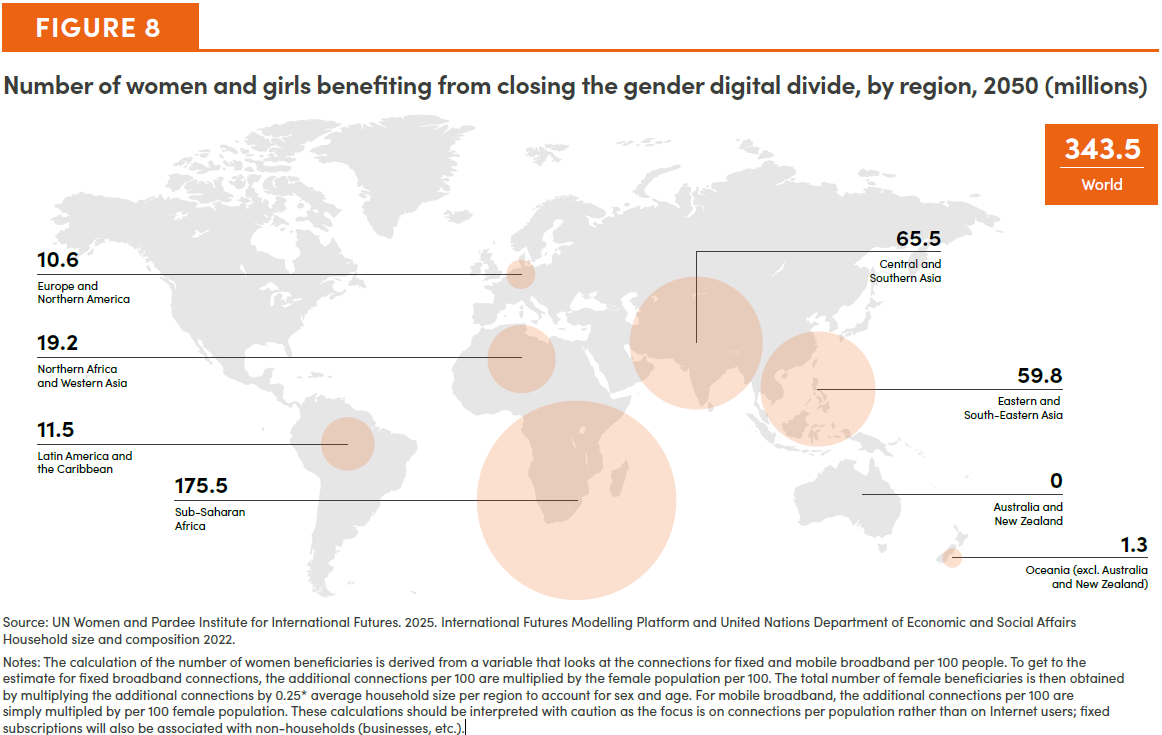 FIGURE 8
Number of women and girls benefiting from closing the gender digital divide, by region, 2050 (millions)
343.5
World
10.6
Europe and
Northern America
19.2
Northern Africa
and Western Asia
11.5
Latin America and
the Caribbean
175.5
Sub-Saharan
Africa
65.5
Central and
Southern Asia
59.8
Eastern and
South-Eastern Asia
0
Australia and
New Zealand
1.3
Oceania (excl. Australia
and New Zealand)
Source: UN Women and Pardee Institute for International Futures. 2025. International Futures Modelling Platform and United Nations Department of Economic and Social Affairs
Household size and composition 2022.
Notes: The calculation of the number of women beneficiaries is derived from a variable that looks at the connections for fixed and mobile broadband per 100 people. To get to the
estimate for fixed broadband connections, the additional connections per 100 are multiplied by the female population per 100. The total number of female beneficiaries is then obtained
by multiplying the additional connections by 0.25* average household size per region to account for sex and age. For mobile broadband, the additional connections per 100 are
simply multipled by per 100 female population. These calculations should be interpreted with caution as the focus is on connections per population rather than on Internet users; fixed
subscriptions will also be associated with non-households (businesses, etc.).